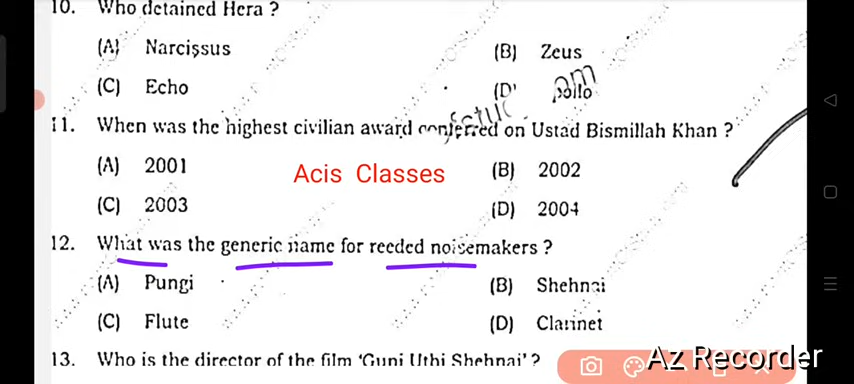 10. Who detained Hera ?
(A) Narcissus (B) Zeus
(C) Echo (D)
11. When was the highest civilian award conferred on Ustad Bismillah Khan ?
(A) 2001 (B) 2002
Acis Classes
(C) 2003 (D) 2004
12. What was the generic name for reeded noisemakers ?
(A) Pungi (B) Shehnai
(C) Flute (D) Clarinet
13. Who is the director of the film ‘Guni Uthi Shehnai’ ?
Az Recorder